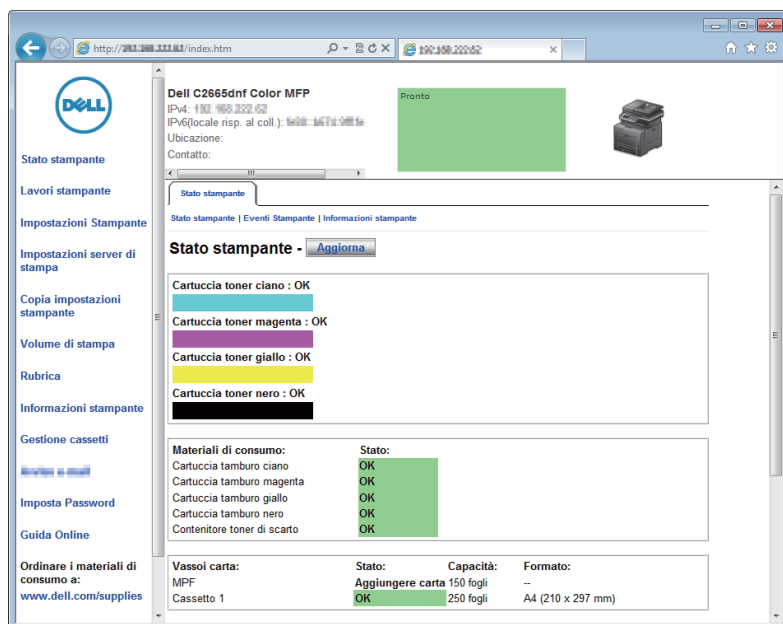 http:// /index.htm
DELL
Stato stampante
Lavori stampante
Impostazioni Stampante
Impostazioni server di
stampa
Copia impostazioni
stampante
Volume di stampa
Rubrica
Informazioni stampante
Gestione cassetti
Imposta Password
Guida Online
Ordinare i materiali di
consumo a:
www.dell.com/supplies
Dell C2665dnf Color MFP
IPv4:
IPv6(locale risp. al coll.):
Ubicazione:
Contatto:
Pronto
Stato stampante
Stato stampante | Eventi Stampante | Informazioni stampante
Stato stampante - Aggiorna
Cartuccia toner ciano : OK
Cartuccia toner magenta : OK
Cartuccia toner giallo : OK
Cartuccia toner nero : OK
Materiali di consumo: Stato:
Cartuccia tamburo ciano OK
Cartuccia tamburo magenta OK
Cartuccia tamburo giallo OK
Cartuccia tamburo nero OK
Contenitore toner di scarto OK
Vassoi carta: Stato: Capacità: Formato:
MPF Aggiungere carta 150 fogli --
Cassetto 1 OK 250 fogli A4 (210 x 297 mm)